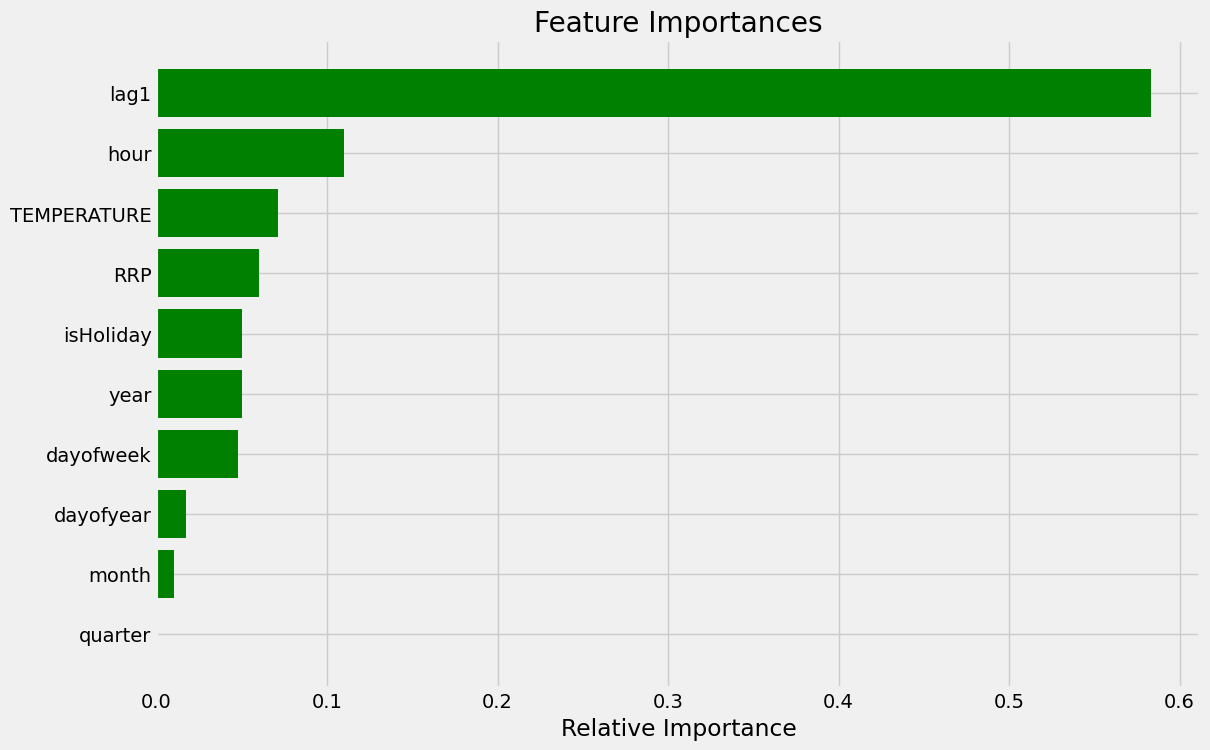 Feature Importances
lag1
hour
TEMPERATURE
RRP
isHoliday
year
dayofweek
dayofyear
month
quarter
0.0 0.1 0.2 0.3 0.4 0.5 0.6
Relative Importance